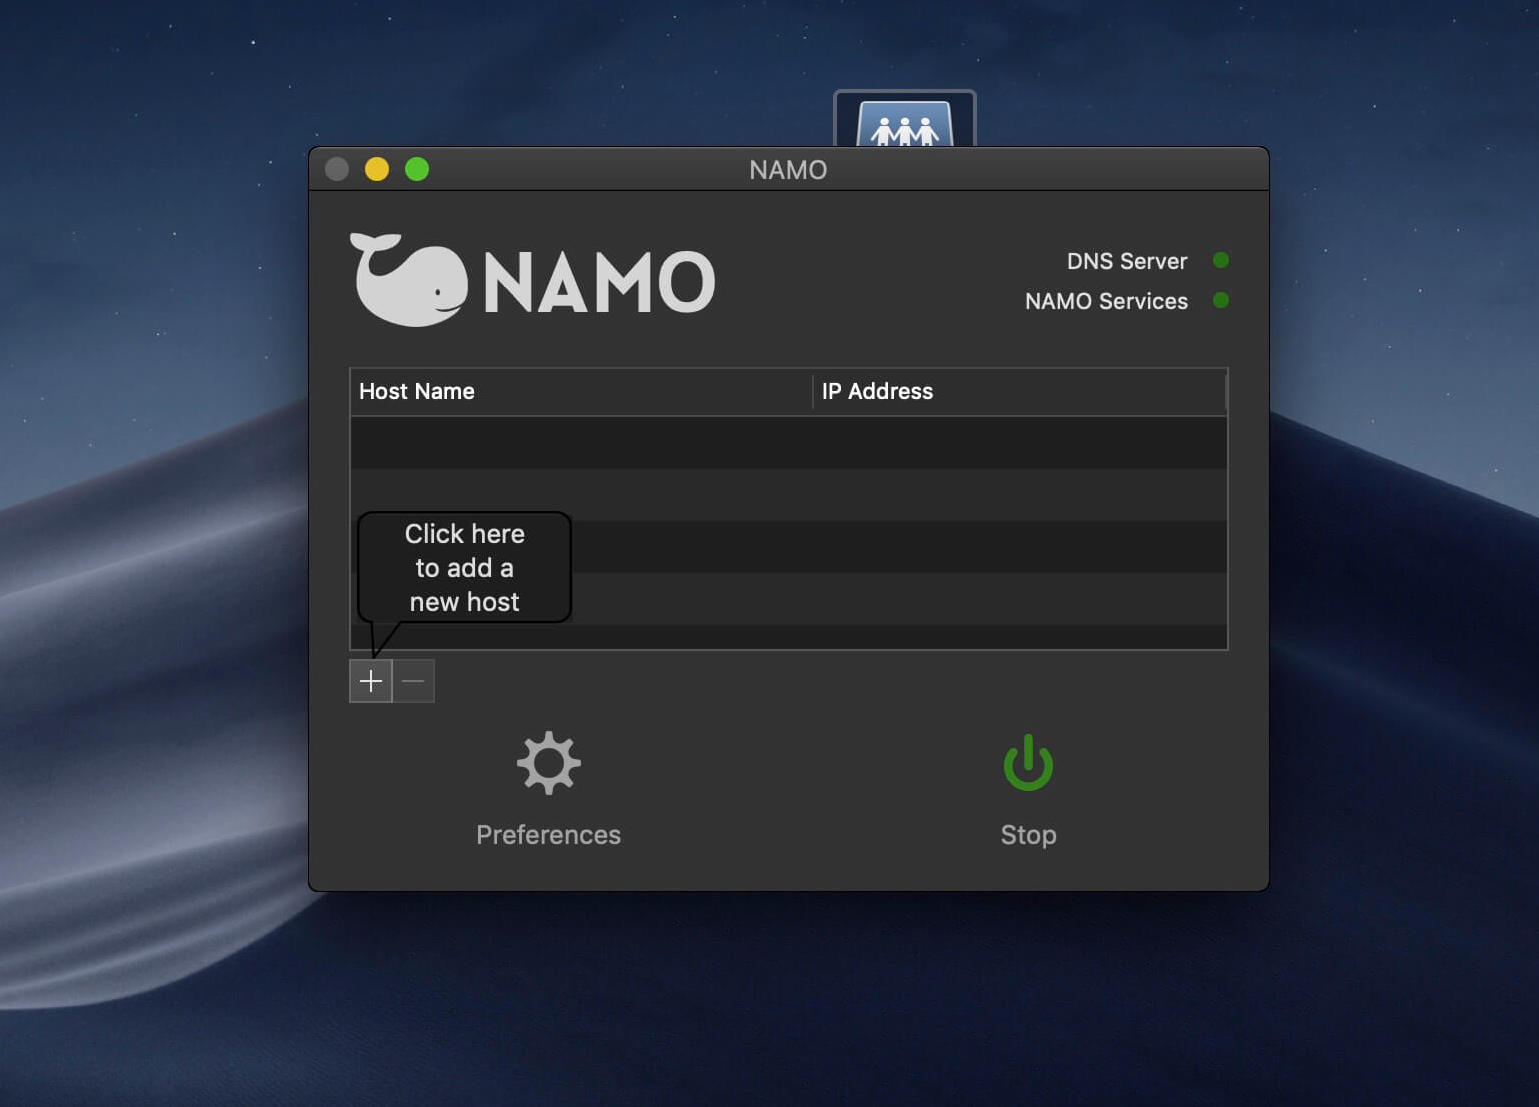 NAMO
NAMO
DNS Server
NAMO Services
Host Name
IP Address
Click here
to add a
new host
Preferences
Stop